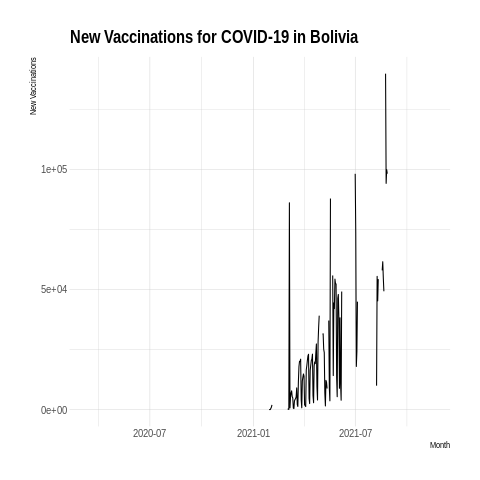 New Vaccinations for COVID-19 in Bolivia
New Vaccinations
1e+05
5e+04
0e+00
2020-07
2021-01
2021-07
Month